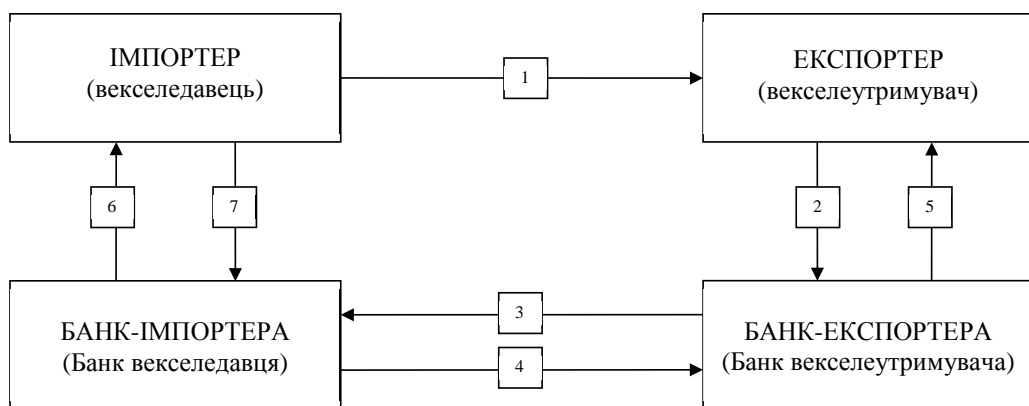 ІМПОРТЕР
(векселедавець)
1
ЕКСПОРТЕР
(векселеутримувач)
6
7
2
5
БАНК-ІМПОРТЕРА
(Банк векселедавця)
3
4
БАНК-ЕКСПОРТЕРА
(Банк векселеутримувача)